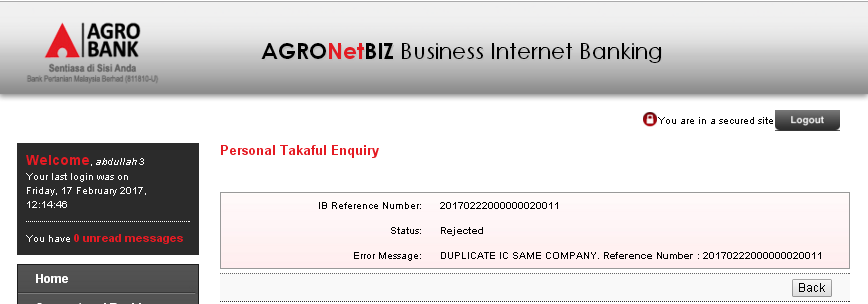 AGRO
BANK
Sentiasa di Sisi Anda
Bank Pertanian Malaysia Berhad (811810-U)
AGRONetBIZ Business Internet Banking
You are in a secured site
Logout
Welcome, abdullah3
Your last login was on
Friday, 17 February 2017,
12:14:46
You have 0 unread messages
Home
Personal Takaful Enquiry
IB Reference Number: 20170222000000020011
Status: Rejected
Error Message: DUPLICATE IC SAME COMPANY. Reference Number : 20170222000000020011
Back